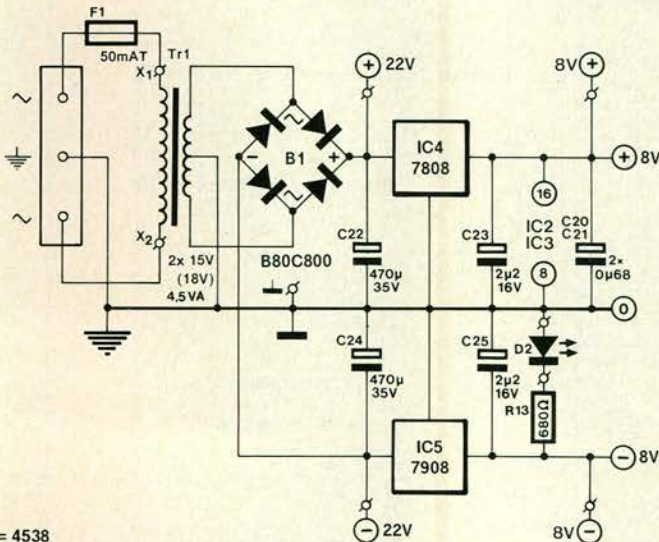 F1
50mAT
Tr1
X1
X2
2x 15V
(18V)
4,5VA
B1
B80C800
22V
IC4
7808
8V
8V
C22
470µ
35V
C23
2µ2
16V
16
IC2
IC3
8
C20
C21
2x
0µ68
0
C24
470µ
35V
C25
2µ2
16V
D2
R13
680Ω
IC5
7908
8V
22V
8V
= 4538